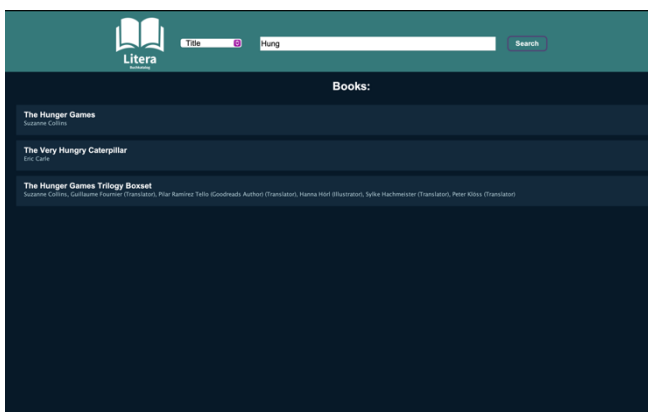 Litera
Title
Hung
Search
Books:
The Hunger Games
Suzanne Collins
The Very Hungry Caterpillar
Eric Carle
The Hunger Games Trilogy Boxset
Suzanne Collins, Guillaume Fournier (Translator), Pilar Ramírez Tello (Goodreads Author) (Translator), Hanna Hörl (Illustrator), Sylke Hachmeister (Translator), Peter Klöss (Translator)